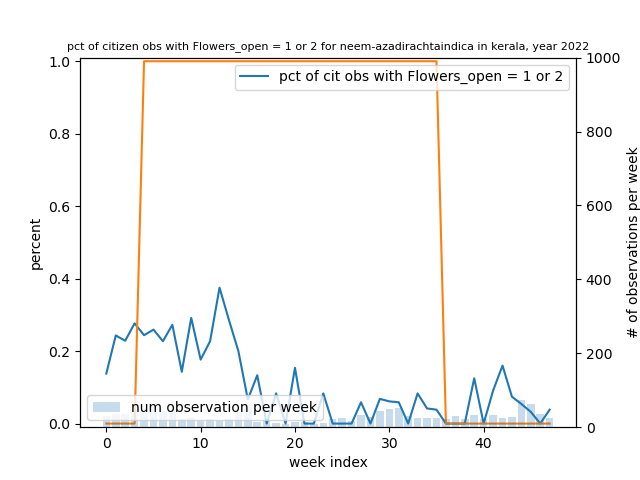 pct of citizen obs with Flowers_open = 1 or 2 for neem-azadirachtaindica in kerala, year 2022
pct of cit obs with Flowers_open = 1 or 2
num observation per week
percent
1.0
0.8
0.6
0.4
0.2
0.0
# of observations per week
1000
800
600
400
200
0
0 10 20 30 40
week index